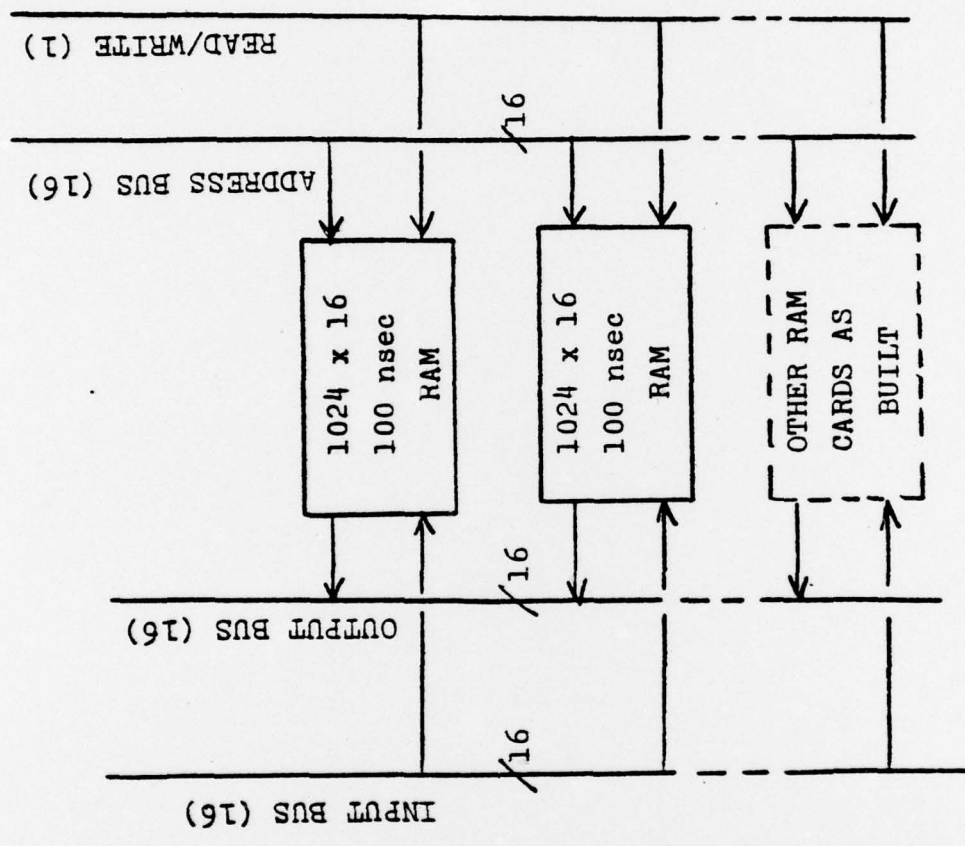 READ/WRITE (1)
16
ADDRESS BUS (16)
1024 x 16
100 nsec
RAM
1024 x 16
100 nsec
RAM
OTHER RAM
CARDS AS
BUILT
16
OUTPUT BUS (16)
16
INPUT BUS (16)